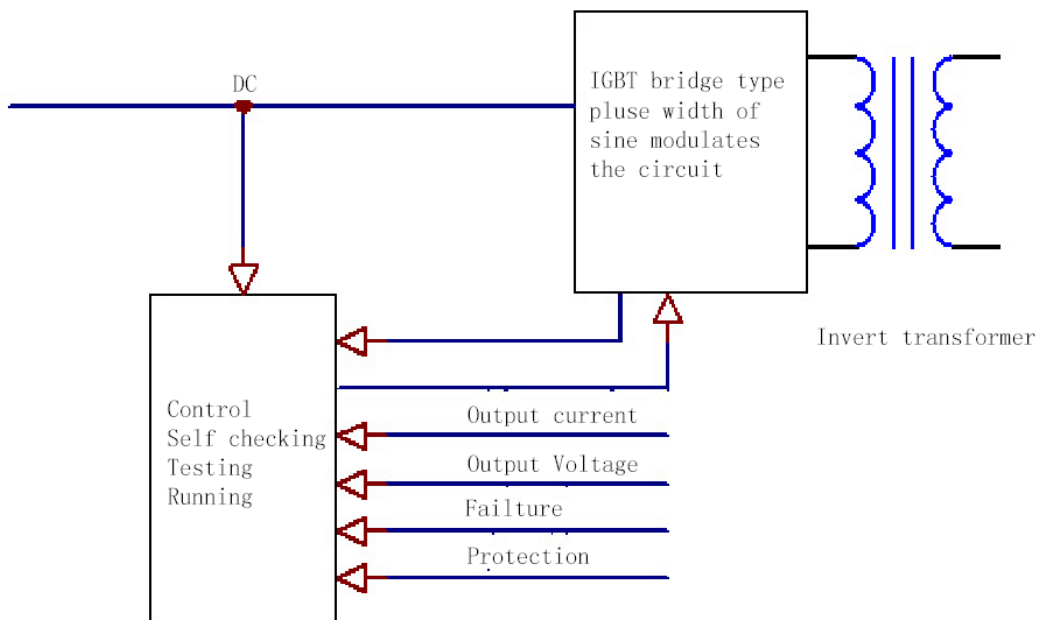 DC
IGBT bridge type
pluse width of
sine modulates
the circuit
Invert transformer
Control
Self checking
Testing
Running
Output current
Output Voltage
Failture
Protection